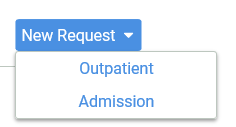 New Request
Outpatient
Admission